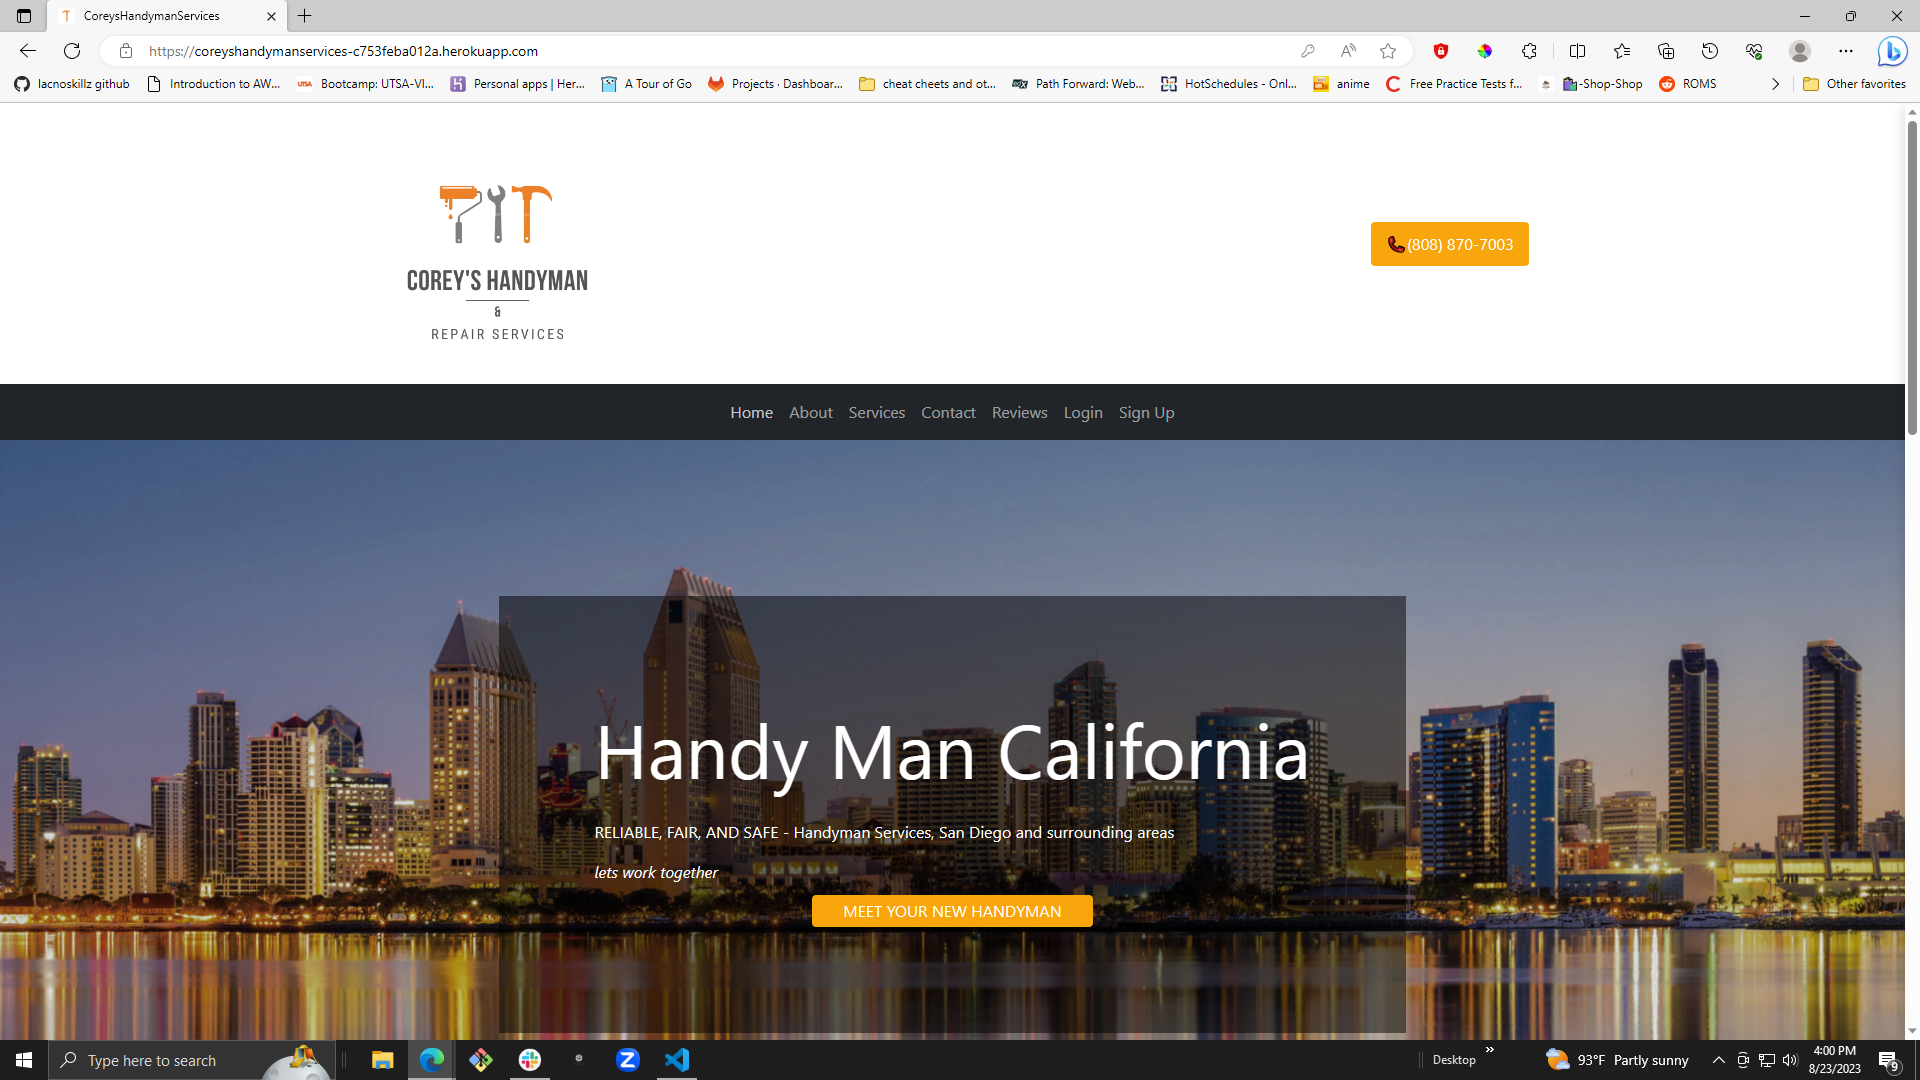 CoreysHandymanServices
https://coreyshandymanservices-c753feba012a.herokuapp.com
lacnoskillz github
Introduction to AW...
UTSA
Bootcamp: UTSA-VI...
Personal apps | Her...
A Tour of Go
Projects · Dashboar...
cheat cheets and ot...
Path Forward: Web...
HotSchedules - Onl...
anime
Free Practice Tests f...
-Shop-Shop
ROMS
Other favorites
COREY'S HANDYMAN
&
REPAIR SERVICES
(808) 870-7003
Home About Services Contact Reviews Login Sign Up
Handy Man California
RELIABLE, FAIR, AND SAFE - Handyman Services, San Diego and surrounding areas
lets work together
MEET YOUR NEW HANDYMAN
Type here to search
Desktop
93°F Partly sunny
4:00 PM
8/23/2023
9